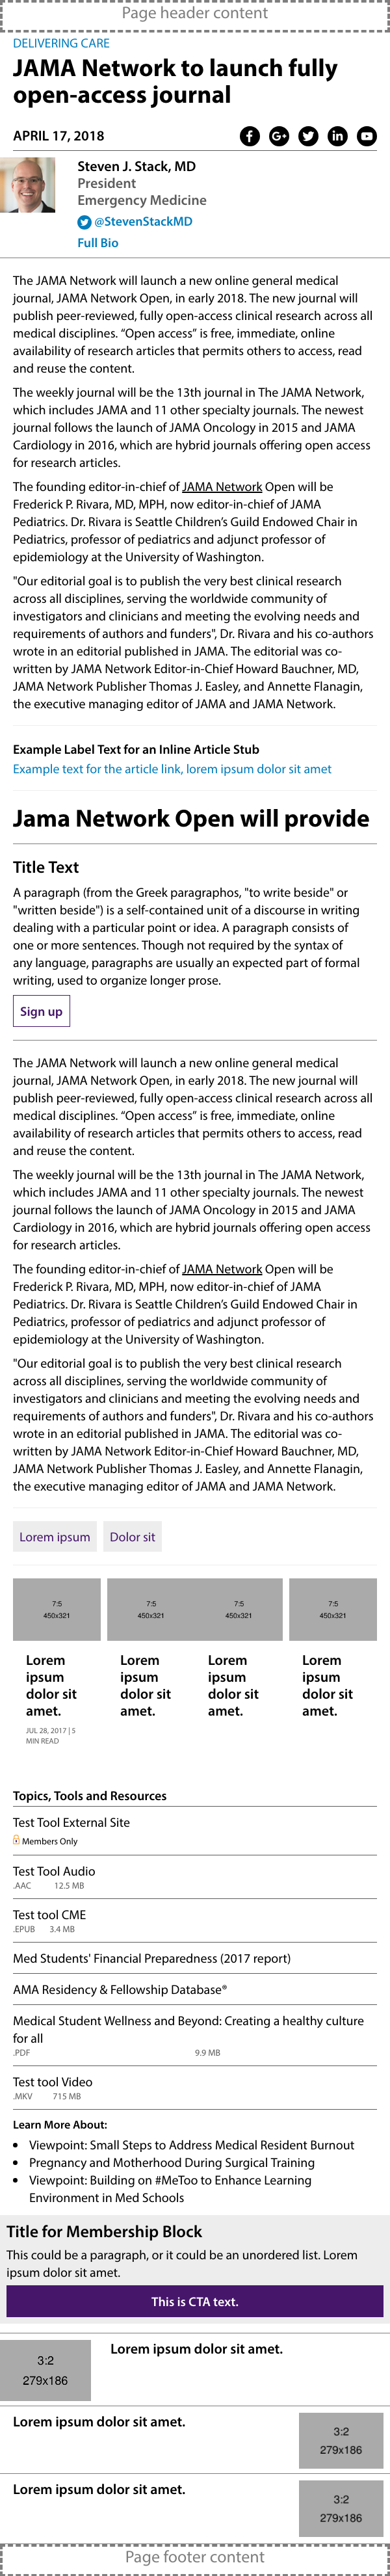 Page header content
DELIVERING CARE
JAMA Network to launch fully
open-access journal
APRIL 17, 2018
Steven J. Stack, MD
President
Emergency Medicine
@StevenStackMD
Full Bio
The JAMA Network will launch a new online general medical
journal, JAMA Network Open, in early 2018. The new journal will
publish peer-reviewed, fully open-access clinical research across all
medical disciplines. “Open access” is free, immediate, online
availability of research articles that permits others to access, read
and reuse the content.
The weekly journal will be the 13th journal in The JAMA Network,
which includes JAMA and 11 other specialty journals. The newest
journal follows the launch of JAMA Oncology in 2015 and JAMA
Cardiology in 2016, which are hybrid journals offering open access
for research articles.
The founding editor-in-chief of JAMA Network Open will be
Frederick P. Rivara, MD, MPH, now editor-in-chief of JAMA
Pediatrics. Dr. Rivara is Seattle Children’s Guild Endowed Chair in
Pediatrics, professor of pediatrics and adjunct professor of
epidemiology at the University of Washington.
"Our editorial goal is to publish the very best clinical research
across all disciplines, serving the worldwide community of
investigators and clinicians and meeting the evolving needs and
requirements of authors and funders", Dr. Rivara and his co-authors
wrote in an editorial published in JAMA. The editorial was co-
written by JAMA Network Editor-in-Chief Howard Bauchner, MD,
JAMA Network Publisher Thomas J. Easley, and Annette Flanagin,
the executive managing editor of JAMA and JAMA Network.
Example Label Text for an Inline Article Stub
Example text for the article link, lorem ipsum dolor sit amet
Jama Network Open will provide
Title Text
A paragraph (from the Greek paragraphos, "to write beside" or
"written beside") is a self-contained unit of a discourse in writing
dealing with a particular point or idea. A paragraph consists of
one or more sentences. Though not required by the syntax of
any language, paragraphs are usually an expected part of formal
writing, used to organize longer prose.
Sign up
The JAMA Network will launch a new online general medical
journal, JAMA Network Open, in early 2018. The new journal will
publish peer-reviewed, fully open-access clinical research across all
medical disciplines. “Open access” is free, immediate, online
availability of research articles that permits others to access, read
and reuse the content.
The weekly journal will be the 13th journal in The JAMA Network,
which includes JAMA and 11 other specialty journals. The newest
journal follows the launch of JAMA Oncology in 2015 and JAMA
Cardiology in 2016, which are hybrid journals offering open access
for research articles.
The founding editor-in-chief of JAMA Network Open will be
Frederick P. Rivara, MD, MPH, now editor-in-chief of JAMA
Pediatrics. Dr. Rivara is Seattle Children’s Guild Endowed Chair in
Pediatrics, professor of pediatrics and adjunct professor of
epidemiology at the University of Washington.
"Our editorial goal is to publish the very best clinical research
across all disciplines, serving the worldwide community of
investigators and clinicians and meeting the evolving needs and
requirements of authors and funders", Dr. Rivara and his co-authors
wrote in an editorial published in JAMA. The editorial was co-
written by JAMA Network Editor-in-Chief Howard Bauchner, MD,
JAMA Network Publisher Thomas J. Easley, and Annette Flanagin,
the executive managing editor of JAMA and JAMA Network.
Lorem ipsum Dolor sit
7:5
450x321
Lorem
ipsum
dolor sit
amet.
JUL 28, 2017 | 5
MIN READ
7:5
450x321
Lorem
ipsum
dolor sit
amet.
7:5
450x321
Lorem
ipsum
dolor sit
amet.
7:5
450x321
Lorem
ipsum
dolor sit
amet.
Topics, Tools and Resources
Test Tool External Site
Members Only
Test Tool Audio
.AAC 12.5 MB
Test tool CME
.EPUB 3.4 MB
Med Students' Financial Preparedness (2017 report)
AMA Residency & Fellowship Database®
Medical Student Wellness and Beyond: Creating a healthy culture
for all
.PDF 9.9 MB
Test tool Video
.MKV 715 MB
Learn More About:
• Viewpoint: Small Steps to Address Medical Resident Burnout
• Pregnancy and Motherhood During Surgical Training
• Viewpoint: Building on #MeToo to Enhance Learning
Environment in Med Schools
Title for Membership Block
This could be a paragraph, or it could be an unordered list. Lorem
ipsum dolor sit amet.
This is CTA text.
3:2
279x186
Lorem ipsum dolor sit amet.
Lorem ipsum dolor sit amet.
3:2
279x186
Lorem ipsum dolor sit amet.
3:2
279x186
Page footer content